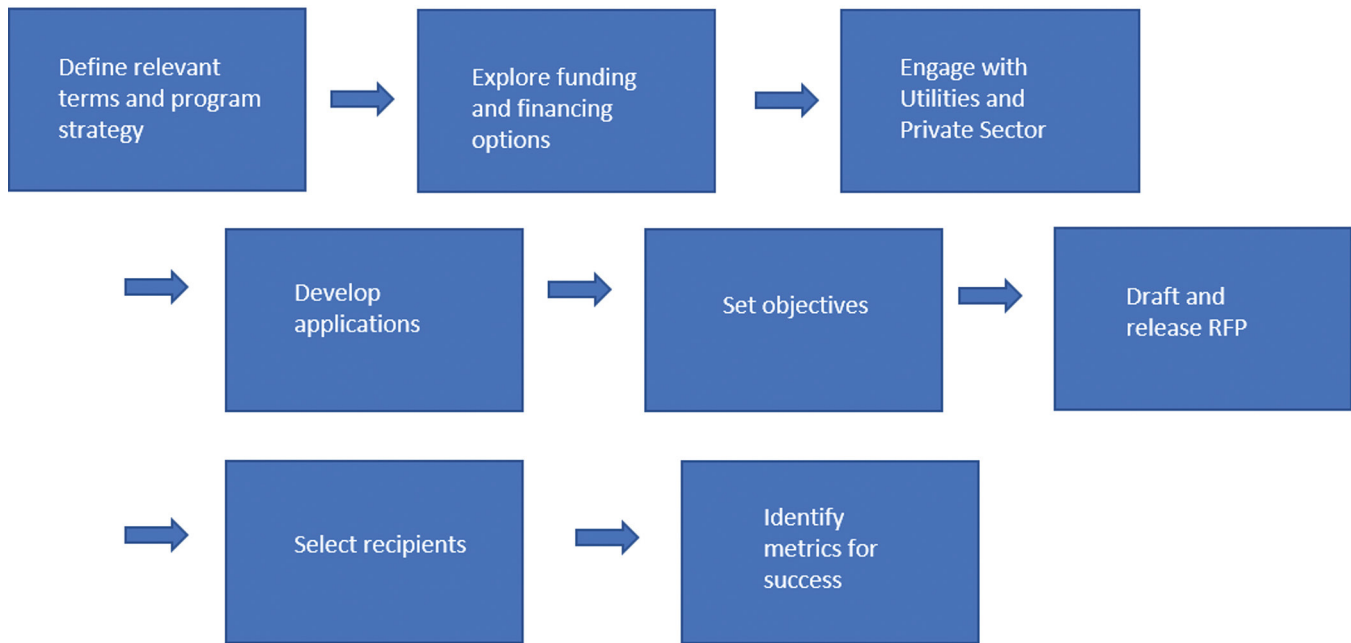 Define relevant
terms and program
strategy
Explore funding
and financing
options
Engage with
Utilities and
Private Sector
Develop
applications
Set objectives
Draft and
release RFP
Select recipients
Identify
metrics for
success